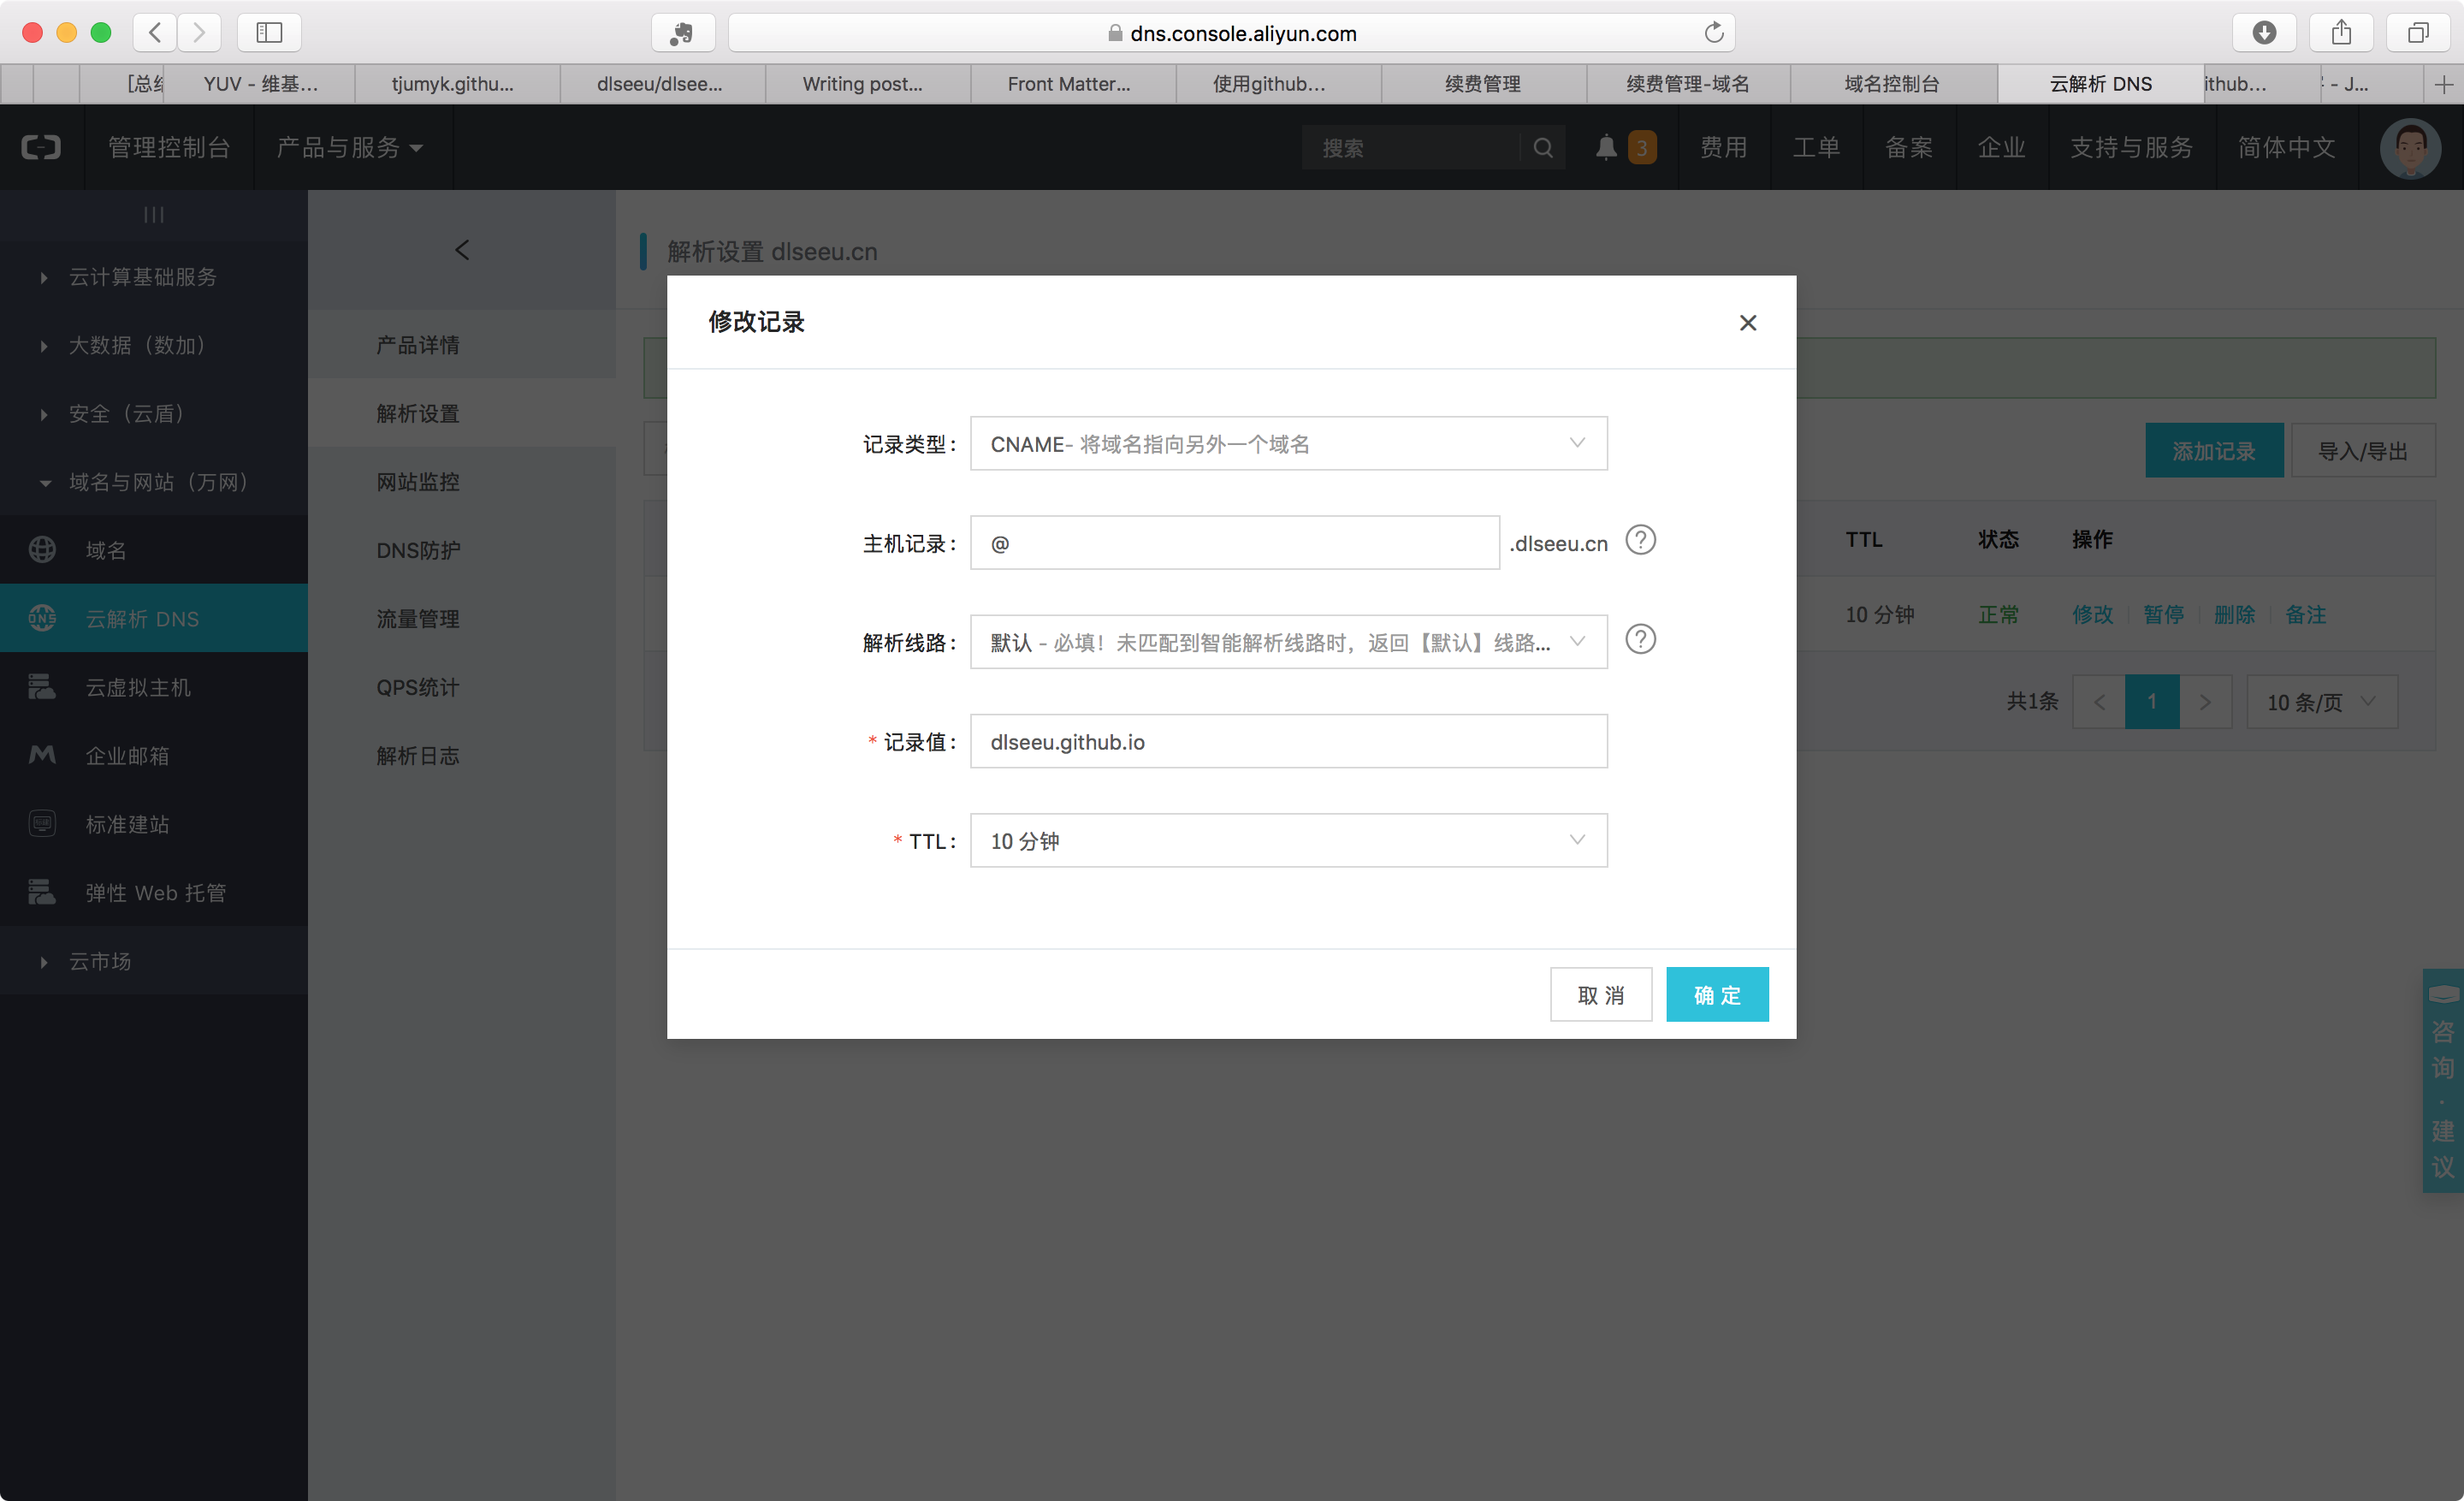 dns.console.aliyun.com
[总结
YUV - 维基…
tjumyk.githu…
dlseeu/dlsee…
Writing post…
Front Matter…
使用github…
续费管理
续费管理-域名
域名控制台
云解析 DNS
ithub…
- J…
管理控制台
产品与服务
搜索
3
费用
工单
备案
企业
支持与服务
简体中文
云计算基础服务
大数据（数加）
安全（云盾）
域名与网站（万网）
域名
云解析 DNS
云虚拟主机
企业邮箱
标准建站
弹性 Web 托管
云市场
产品详情
解析设置
网站监控
DNS防护
流量管理
QPS统计
解析日志
解析设置 dlseeu.cn
添加记录
导入/导出
TTL 状态 操作
10 分钟 正常 修改 暂停 删除 备注
共1条 < 1 > 10 条/页
修改记录
记录类型: CNAME- 将域名指向另外一个域名
主机记录: @ .dlseeu.cn ?
解析线路: 默认 - 必填！未匹配到智能解析线路时，返回【默认】线路... ?
* 记录值: dlseeu.github.io
* TTL: 10 分钟
取 消
确 定
咨
询
·
建
议